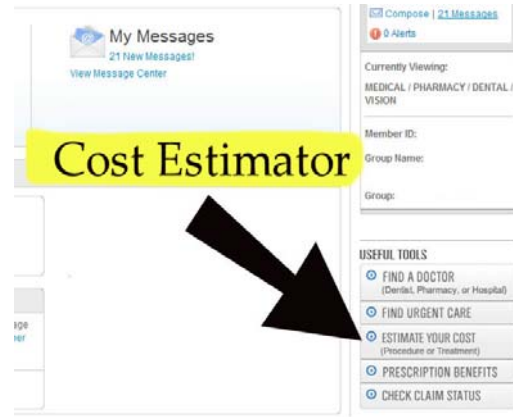 My Messages
21 New Messages!
View Message Center
Cost Estimator
Compose | 21 Messages
0 Alerts
Currently Viewing:
MEDICAL / PHARMACY / DENTAL /
VISION
Member ID:
Group Name:
Group:
USEFUL TOOLS
FIND A DOCTOR
(Dentist, Pharmacy, or Hospital)
FIND URGENT CARE
ESTIMATE YOUR COST
(Procedure or Treatment)
PRESCRIPTION BENEFITS
CHECK CLAIM STATUS